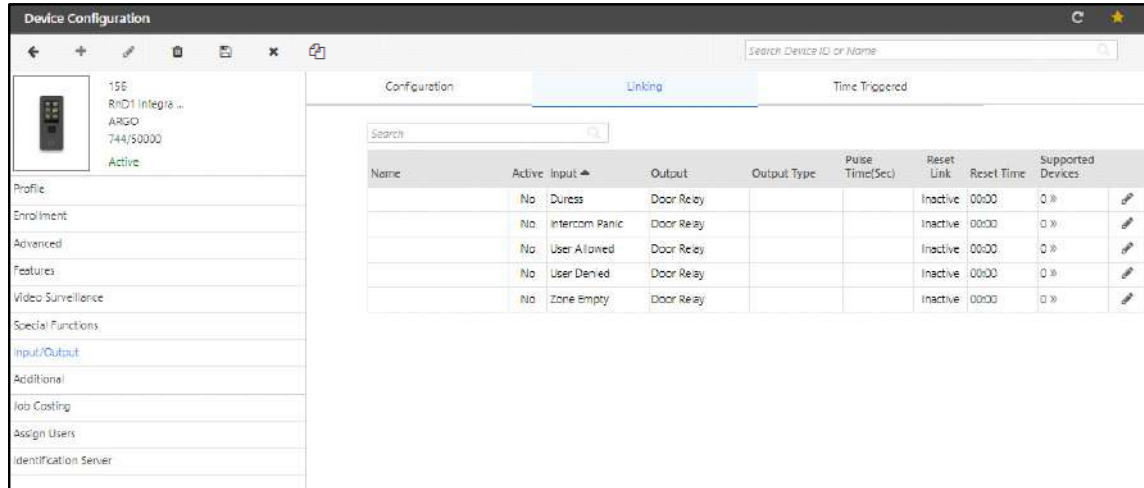 Device Configuration
Search Device ID or Name
156
RnD1 Integra ...
ARGO
744/50000
Active
Profile
Enrollment
Advanced
Features
Video Surveillance
Special Functions
Input/Output
Additional
Job Costing
Assign Users
Identification Server
Configuration Linking Time Triggered
Search
Name Active Input Output Output Type Pulse Time(Sec) Reset Link Reset Time Supported Devices
No Duress Door Relay Inactive 00:00 0 »
No Intercom Panic Door Relay Inactive 00:00 0 »
No User Allowed Door Relay Inactive 00:00 0 »
No User Denied Door Relay Inactive 00:00 0 »
No Zone Empty Door Relay Inactive 00:00 0 »